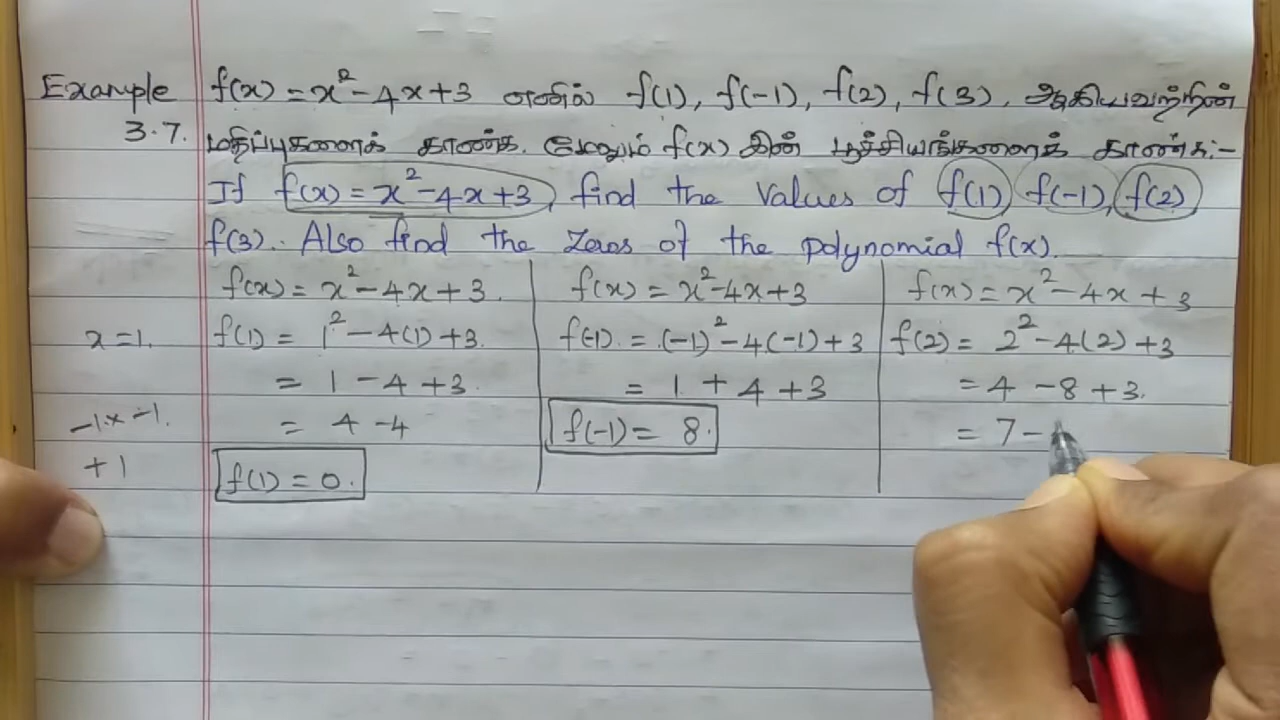 Example 3.7. f(x) = x² - 4x + 3 எனில் f(1), f(-1), f(2), f(3), ஆகியவற்றின்
மதிப்புகளைக் காண்க. மேலும் f(x) இன் பூச்சியங்களைக் காண்க:-
If f(x) = x² - 4x + 3, find the values of f(1) f(-1), f(2)
f(3). Also find the zeros of the polynomial f(x).
f(x) = x² - 4x + 3.
x = 1. f(1) = 1² - 4(1) + 3.
= 1 - 4 + 3.
-1 x -1. = 4 - 4
+1 f(1) = 0.
f(x) = x² - 4x + 3
f(-1). = (-1)² - 4(-1) + 3
= 1 + 4 + 3
f(-1) = 8.
f(x) = x² - 4x + 3
f(2) = 2² - 4(2) + 3
= 4 - 8 + 3.
= 7 -